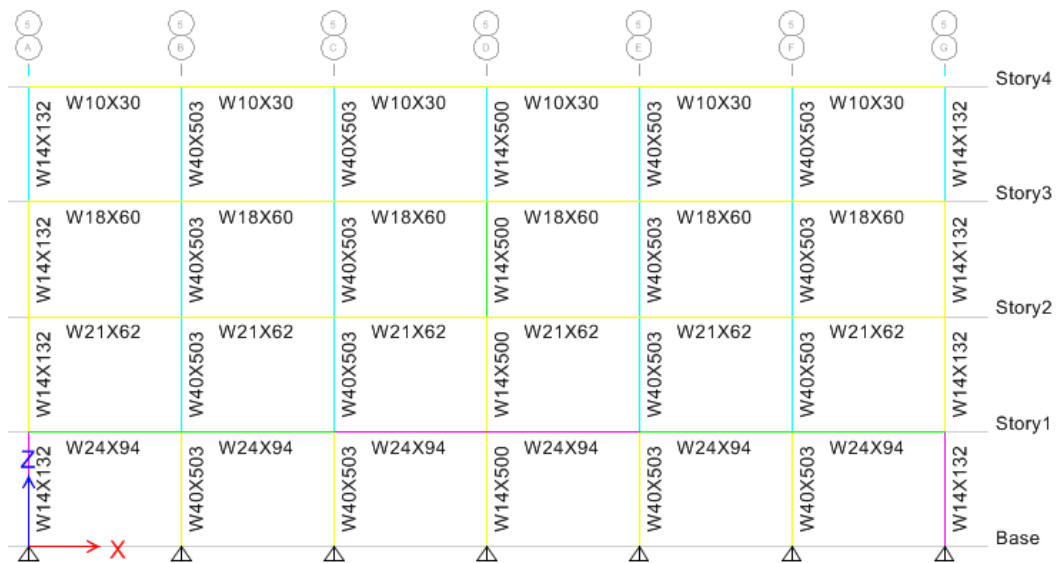 5 5 5 5 5 5 5
A B C D E F G
Story4
W10X30 W10X30 W10X30 W10X30 W10X30 W10X30
W14X132 W40X503 W40X503 W14X500 W40X503 W40X503 W14X132
Story3
W18X60 W18X60 W18X60 W18X60 W18X60 W18X60
W14X132 W40X503 W40X503 W14X500 W40X503 W40X503 W14X132
Story2
W21X62 W21X62 W21X62 W21X62 W21X62 W21X62
W14X132 W40X503 W40X503 W14X500 W40X503 W40X503 W14X132
Story1
W24X94 W24X94 W24X94 W24X94 W24X94 W24X94
Z
W14X132 W40X503 W40X503 W14X500 W40X503 W40X503 W14X132
Base
X